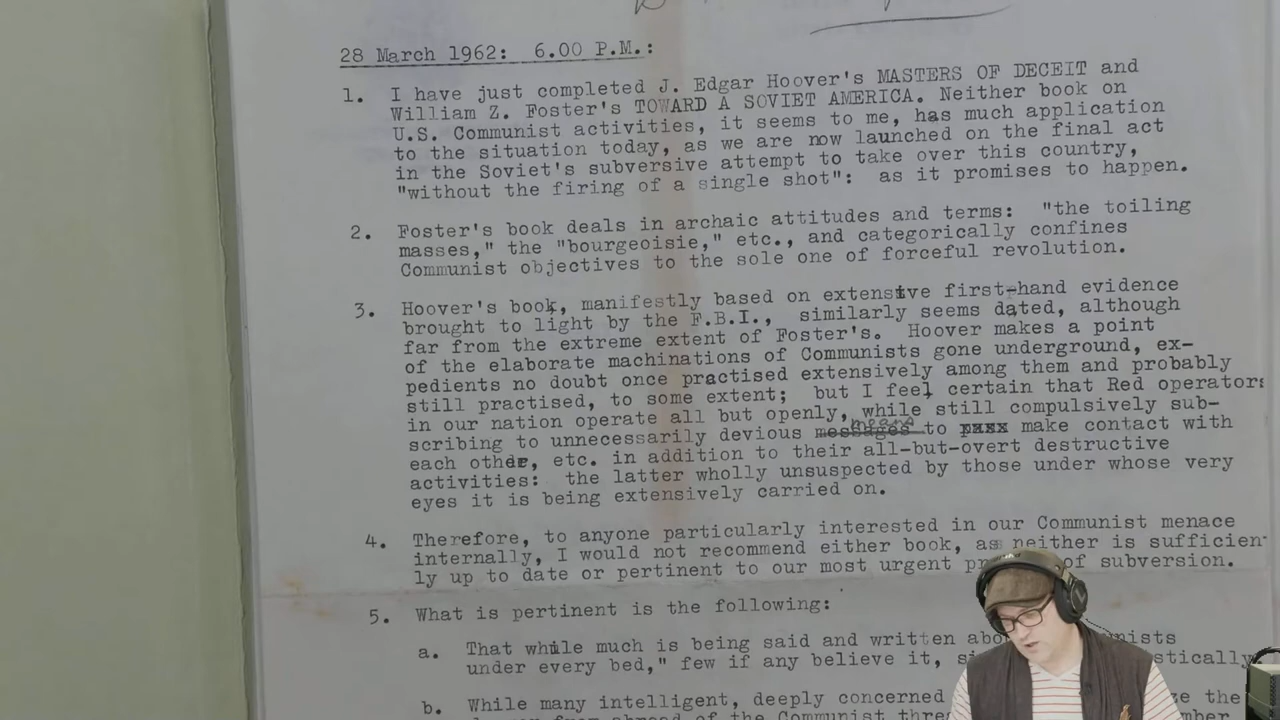 28 March 1962: 6.00 P.M.:
1. I have just completed J. Edgar Hoover's MASTERS OF DECEIT and
William Z. Foster's TOWARD A SOVIET AMERICA. Neither book on
U.S. Communist activities, it seems to me, has much application
to the situation today, as we are now launched on the final act
in the Soviet's subversive attempt to take over this country,
"without the firing of a single shot": as it promises to happen.
2. Foster's book deals in archaic attitudes and terms: "the toiling
masses," the "bourgeoisie," etc., and categorically confines
Communist objectives to the sole one of forceful revolution.
3. Hoover's book, manifestly based on extensive first-hand evidence
brought to light by the F.B.I., similarly seems dated, although
far from the extreme extent of Foster's. Hoover makes a point
of the elaborate machinations of Communists gone underground, ex-
pedients no doubt once practised extensively among them and probably
still practised, to some extent; but I feel certain that Red operators
in our nation operate all but openly, while still compulsively sub-
scribing to unnecessarily devious messages means to pass make contact with
each other, etc. in addition to their all-but-overt destructive
activities: the latter wholly unsuspected by those under whose very
eyes it is being extensively carried on.
4. Therefore, to anyone particularly interested in our Communist menace
internally, I would not recommend either book, as neither is sufficien-
ly up to date or pertinent to our most urgent of subversion.
5. What is pertinent is the following:
a. That while much is being said and written
under every bed," few if any believe it,
b. While many intelligent, deeply concerned the
from abroad of the Communist